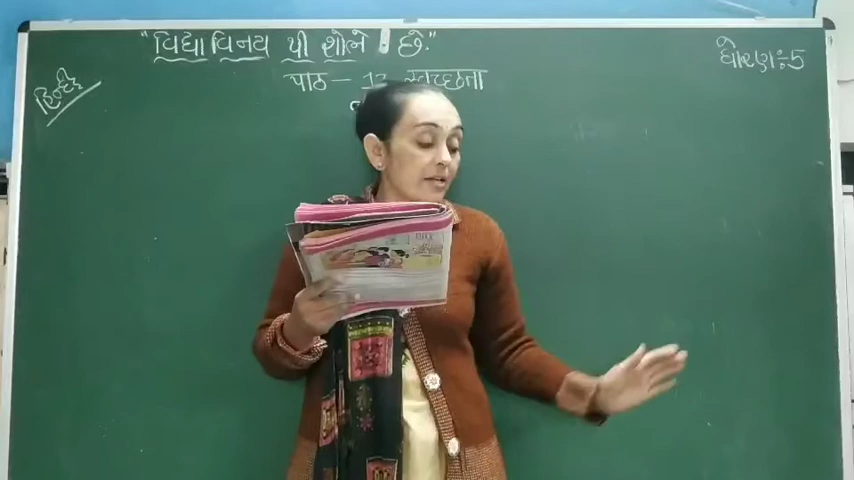 "વિદ્યા વિનય થી શોભે છે."
ધોરણ ÷ 5
હિન્દી
પાઠ - 13 સ્વચ્છતા